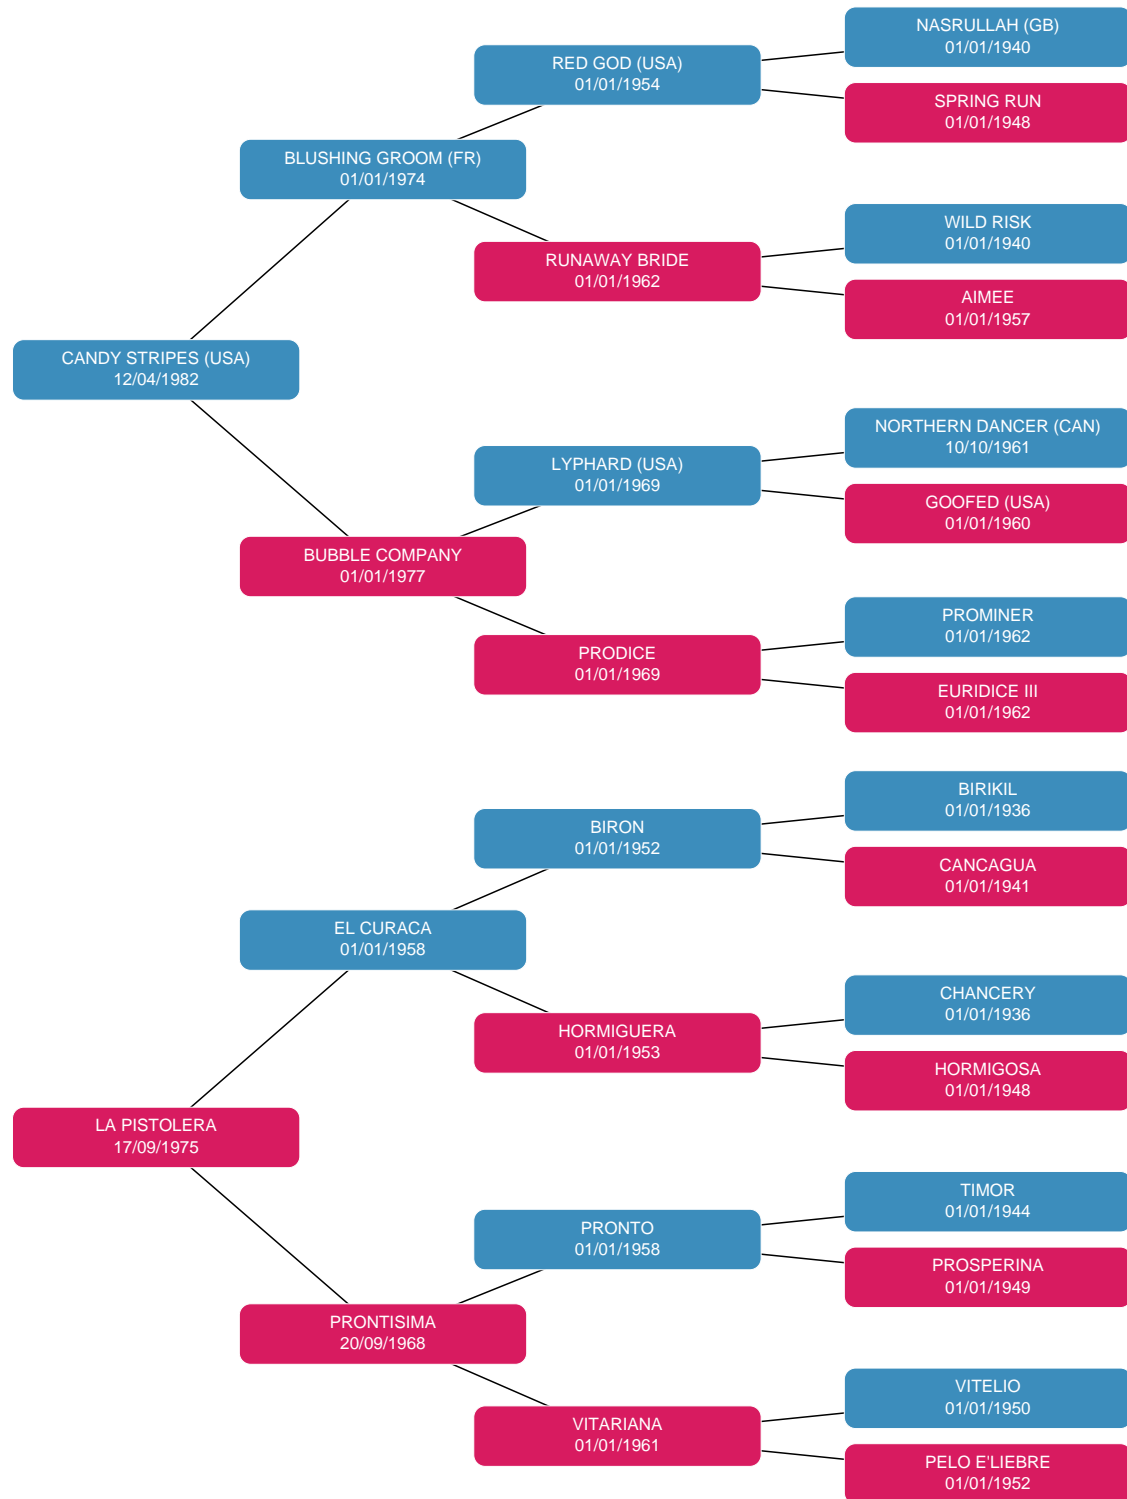 NASRULLAH (GB)
01/01/1940
RED GOD (USA)
01/01/1954
SPRING RUN
01/01/1948
BLUSHING GROOM (FR)
01/01/1974
WILD RISK
01/01/1940
RUNAWAY BRIDE
01/01/1962
AIMEE
01/01/1957
CANDY STRIPES (USA)
12/04/1982
NORTHERN DANCER (CAN)
10/10/1961
LYPHARD (USA)
01/01/1969
GOOFED (USA)
01/01/1960
BUBBLE COMPANY
01/01/1977
PROMINER
01/01/1962
PRODICE
01/01/1969
EURIDICE III
01/01/1962
BIRIKIL
01/01/1936
BIRON
01/01/1952
CANCAGUA
01/01/1941
EL CURACA
01/01/1958
CHANCERY
01/01/1936
HORMIGUERA
01/01/1953
HORMIGOSA
01/01/1948
LA PISTOLERA
17/09/1975
TIMOR
01/01/1944
PRONTO
01/01/1958
PROSPERINA
01/01/1949
PRONTISIMA
20/09/1968
VITELIO
01/01/1950
VITARIANA
01/01/1961
PELO E'LIEBRE
01/01/1952